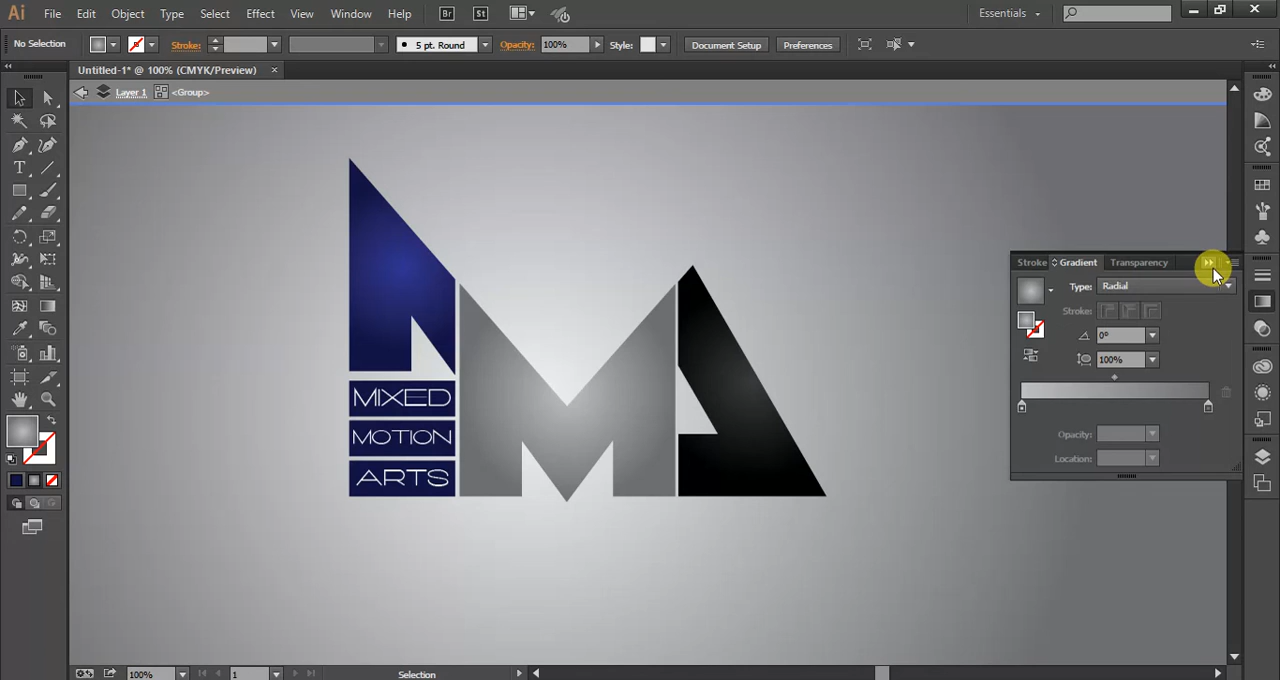 Ai File Edit Object Type Select Effect View Window Help Br St Essentials
No Selection Stroke: 5 pt. Round Opacity: 100% Style: Document Setup Preferences
Untitled-1* @ 100% (CMYK/Preview)
Layer 1 <Group>
Stroke Gradient Transparency
Type: Radial
Stroke:
0°
100%
Opacity:
Location:
MIXED
MOTION
ARTS
100% 1 Selection